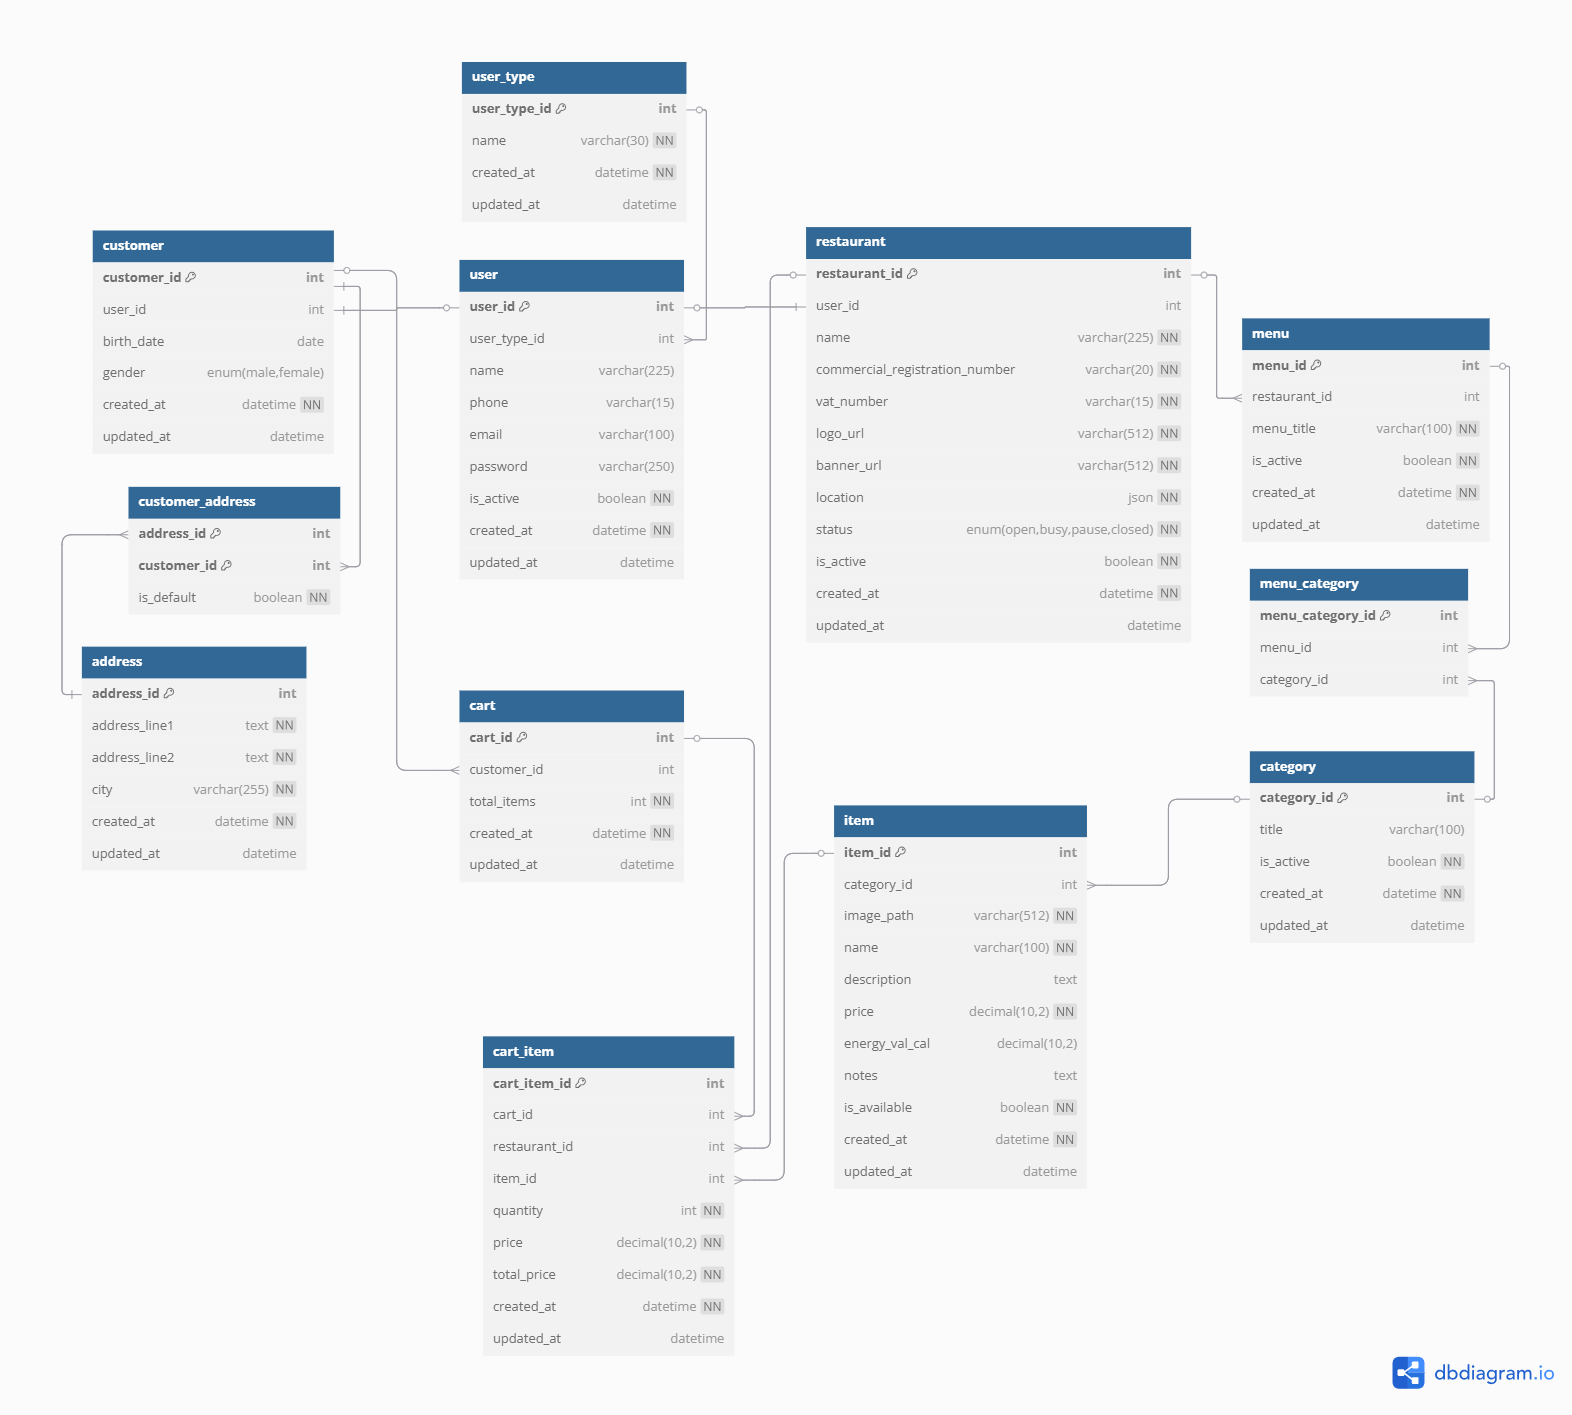 user_type
user_type_id int
name varchar(30) NN
created_at datetime NN
updated_at datetime
customer
customer_id int
user_id int
birth_date date
gender enum(male,female)
created_at datetime NN
updated_at datetime
user
user_id int
user_type_id int
name varchar(225)
phone varchar(15)
email varchar(100)
password varchar(250)
is_active boolean NN
created_at datetime NN
updated_at datetime
restaurant
restaurant_id int
user_id int
name varchar(225) NN
commercial_registration_number varchar(20) NN
vat_number varchar(15) NN
logo_url varchar(512) NN
banner_url varchar(512) NN
location json NN
status enum(open,busy,pause,closed) NN
is_active boolean NN
created_at datetime NN
updated_at datetime
menu
menu_id int
restaurant_id int
menu_title varchar(100) NN
is_active boolean NN
created_at datetime NN
updated_at datetime
customer_address
address_id int
customer_id int
is_default boolean NN
menu_category
menu_category_id int
menu_id int
category_id int
address
address_id int
address_line1 text NN
address_line2 text NN
city varchar(255) NN
created_at datetime NN
updated_at datetime
cart
cart_id int
customer_id int
total_items int NN
created_at datetime NN
updated_at datetime
category
category_id int
title varchar(100)
is_active boolean NN
created_at datetime NN
updated_at datetime
item
item_id int
category_id int
image_path varchar(512) NN
name varchar(100) NN
description text
price decimal(10,2) NN
energy_val_cal decimal(10,2)
notes text
is_available boolean NN
created_at datetime NN
updated_at datetime
cart_item
cart_item_id int
cart_id int
restaurant_id int
item_id int
quantity int NN
price decimal(10,2) NN
total_price decimal(10,2) NN
created_at datetime NN
updated_at datetime
dbdiagram.io